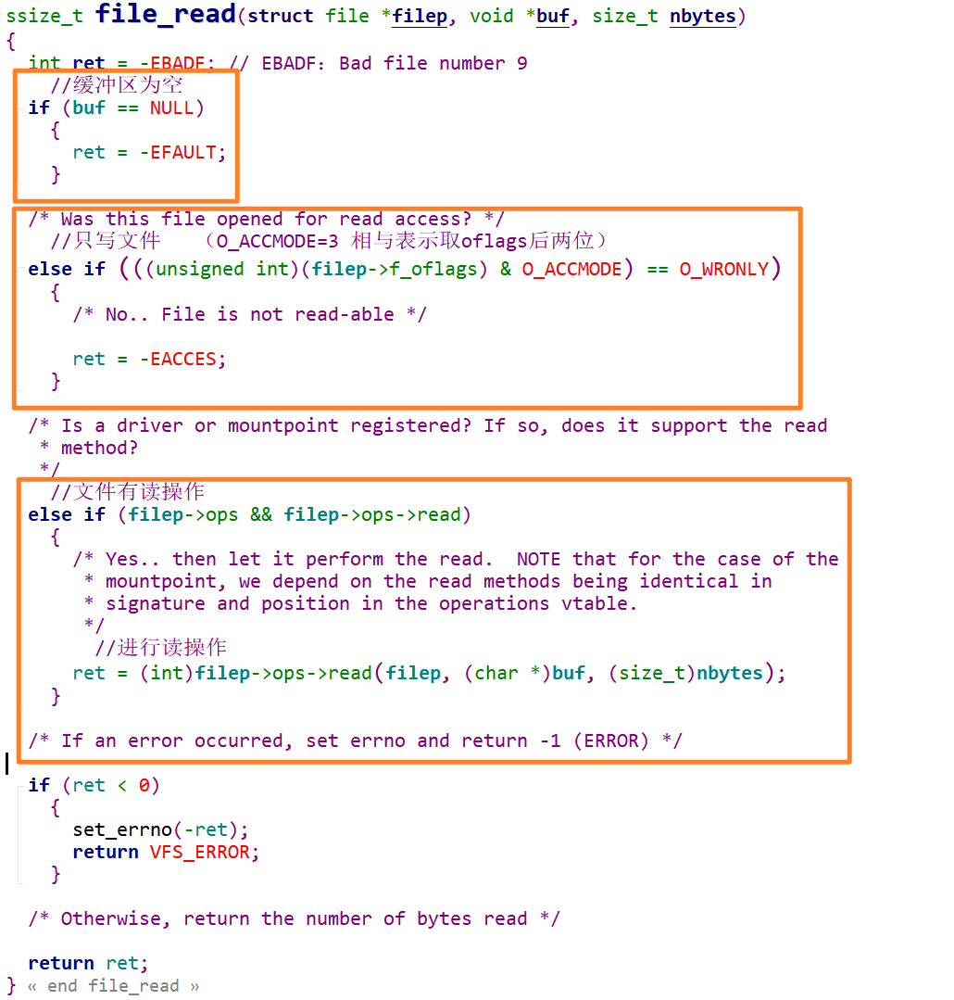 ssize_t file_read(struct file *filep, void *buf, size_t nbytes)
{
int ret = -EBADF; // EBADF: Bad file number 9
//缓冲区为空
if (buf == NULL)
{
ret = -EFAULT;
}
/* Was this file opened for read access? */
//只写文件 （O_ACCMODE=3 相与表示取oflags后两位）
else if (((unsigned int)(filep->f_oflags) & O_ACCMODE) == O_WRONLY)
{
/* No.. File is not read-able */
ret = -EACCES;
}
/* Is a driver or mountpoint registered? If so, does it support the read
* method?
*/
//文件有读操作
else if (filep->ops && filep->ops->read)
{
/* Yes.. then let it perform the read.  NOTE that for the case of the
* mountpoint, we depend on the read methods being identical in
* signature and position in the operations vtable.
*/
//进行读操作
ret = (int)filep->ops->read(filep, (char *)buf, (size_t)nbytes);
}
/* If an error occurred, set errno and return -1 (ERROR) */
if (ret < 0)
{
set_errno(-ret);
return VFS_ERROR;
}
/* Otherwise, return the number of bytes read */
return ret;
} « end file_read »